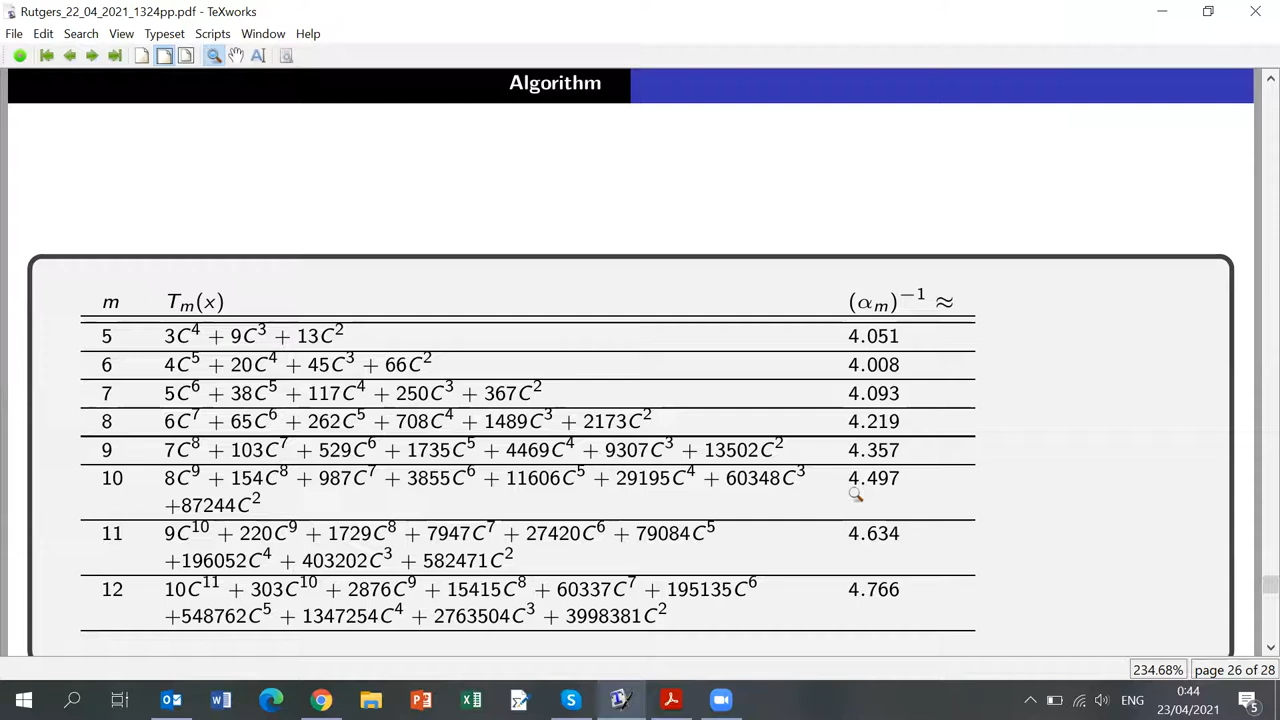 Rutgers_22_04_2021_1324pp.pdf - TeXworks
File Edit Search View Typeset Scripts Window Help
Algorithm
m T_m(x) (α_m)^{-1} ≈
5 3C^4 + 9C^3 + 13C^2 4.051
6 4C^5 + 20C^4 + 45C^3 + 66C^2 4.008
7 5C^6 + 38C^5 + 117C^4 + 250C^3 + 367C^2 4.093
8 6C^7 + 65C^6 + 262C^5 + 708C^4 + 1489C^3 + 2173C^2 4.219
9 7C^8 + 103C^7 + 529C^6 + 1735C^5 + 4469C^4 + 9307C^3 + 13502C^2 4.357
10 8C^9 + 154C^8 + 987C^7 + 3855C^6 + 11606C^5 + 29195C^4 + 60348C^3 4.497
+87244C^2
11 9C^10 + 220C^9 + 1729C^8 + 7947C^7 + 27420C^6 + 79084C^5 4.634
+196052C^4 + 403202C^3 + 582471C^2
12 10C^11 + 303C^10 + 2876C^9 + 15415C^8 + 60337C^7 + 195135C^6 4.766
+548762C^5 + 1347254C^4 + 2763504C^3 + 3998381C^2
234.68% page 26 of 28
ENG
0:44
23/04/2021
5